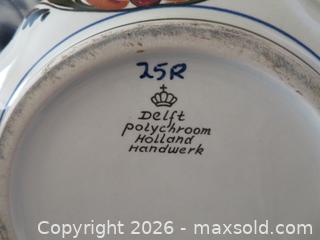 25R
Delft
polychroom
Holland
Handwerk
Copyright 2026 - maxsold.com